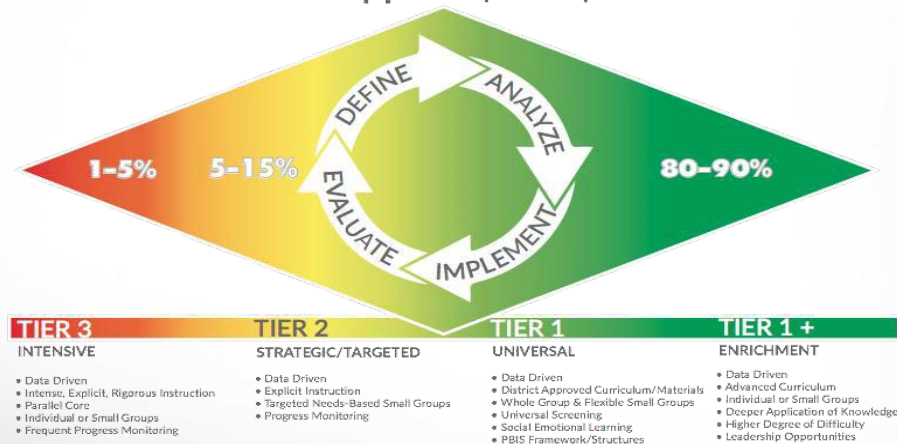 1-5%
5-15%
80-90%
DEFINE
ANALYZE
IMPLEMENT
EVALUATE
TIER 3
INTENSIVE
• Data Driven
• Intense, Explicit, Rigorous Instruction
• Parallel Core
• Individual or Small Groups
• Frequent Progress Monitoring
TIER 2
STRATEGIC/TARGETED
• Data Driven
• Explicit Instruction
• Targeted Needs-Based Small Groups
• Progress Monitoring
TIER 1
UNIVERSAL
• Data Driven
• District Approved Curriculum/Materials
• Whole Group & Flexible Small Groups
• Universal Screening
• Social Emotional Learning
• PBIS Framework/Structures
TIER 1 +
ENRICHMENT
• Data Driven
• Advanced Curriculum
• Individual or Small Groups
• Deeper Application of Knowledge
• Higher Degree of Difficulty
• Leadership Opportunities